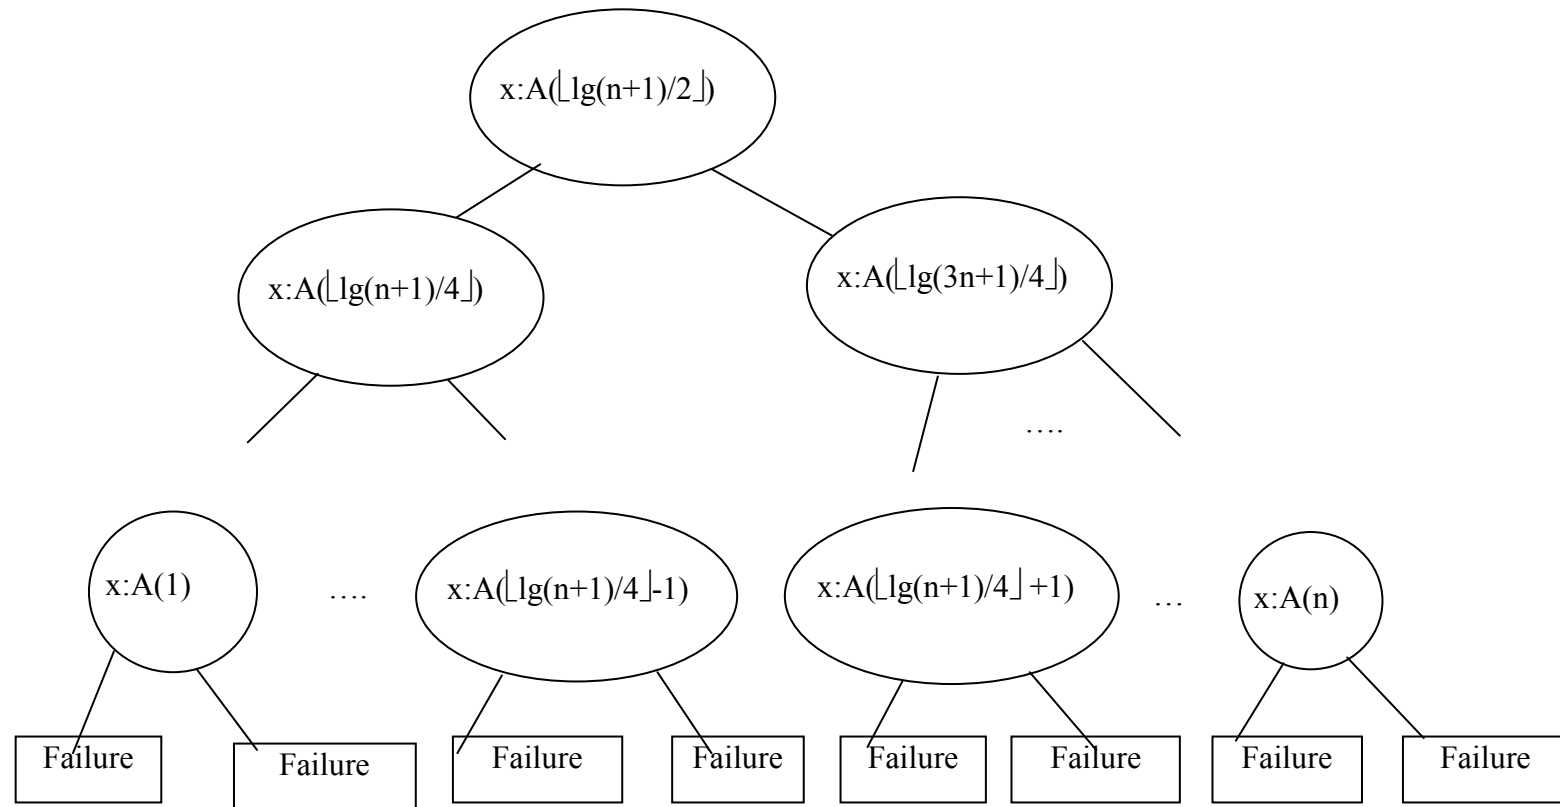 x:A(⌊lg(n+1)/2⌋)
x:A(⌊lg(n+1)/4⌋)
x:A(⌊lg(3n+1)/4⌋)
….
x:A(1)
….
x:A(⌊lg(n+1)/4⌋-1)
x:A(⌊lg(n+1)/4⌋ +1)
…
x:A(n)
Failure
Failure
Failure
Failure
Failure
Failure
Failure
Failure